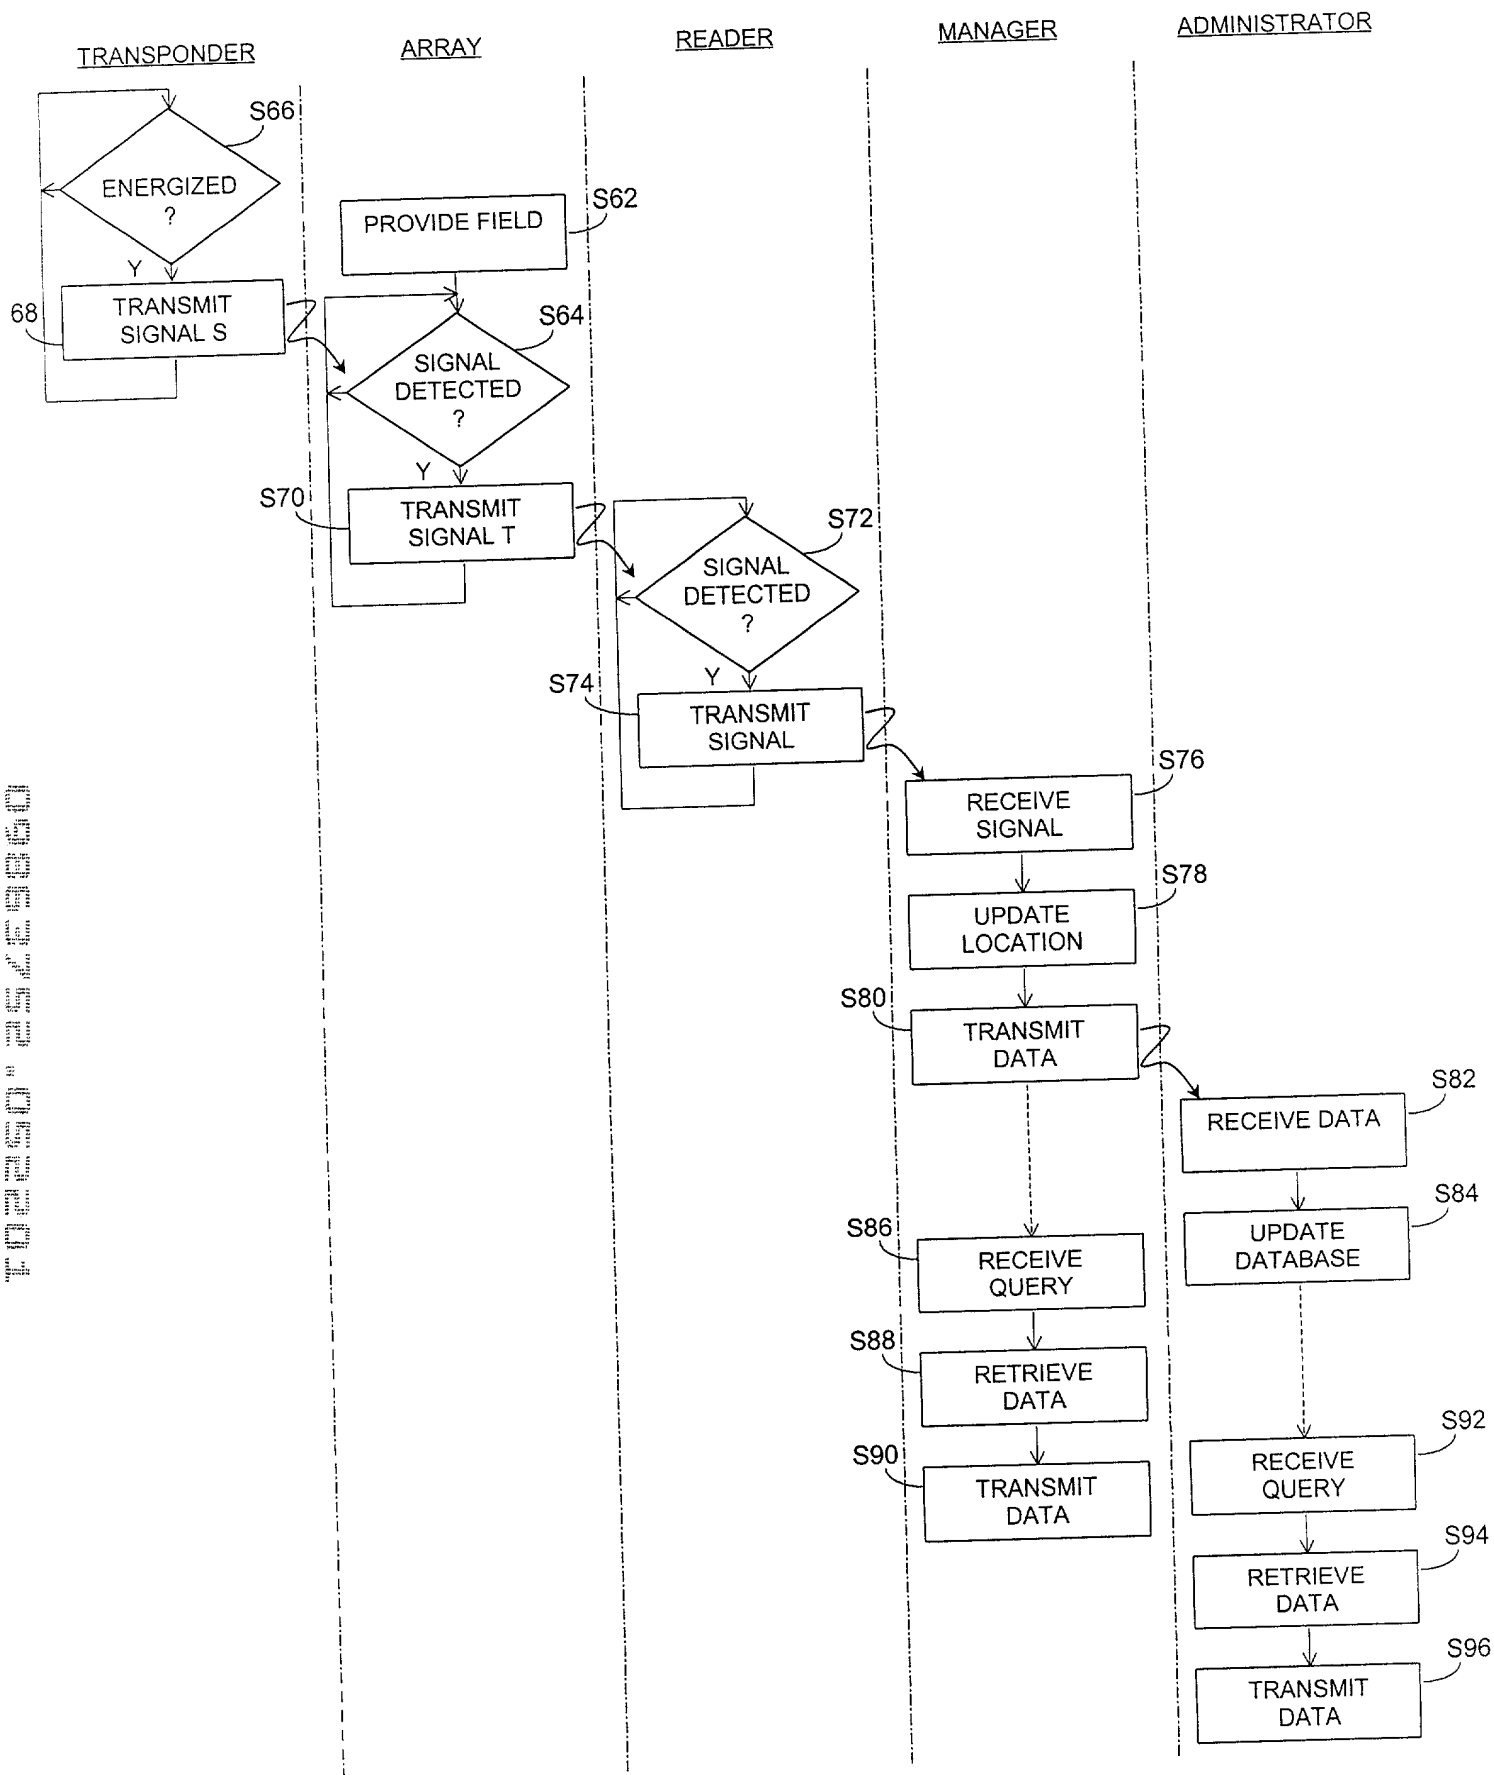 TRANSPONDER
ARRAY
READER
MANAGER
ADMINISTRATOR
S66
ENERGIZED
?
Y
68
TRANSMIT
SIGNAL S
S62
PROVIDE FIELD
S64
SIGNAL
DETECTED
?
Y
S70
TRANSMIT
SIGNAL T
S72
SIGNAL
DETECTED
?
Y
S74
TRANSMIT
SIGNAL
S76
RECEIVE
SIGNAL
S78
UPDATE
LOCATION
S80
TRANSMIT
DATA
S82
RECEIVE DATA
S84
UPDATE
DATABASE
S86
RECEIVE
QUERY
S88
RETRIEVE
DATA
S90
TRANSMIT
DATA
S92
RECEIVE
QUERY
S94
RETRIEVE
DATA
S96
TRANSMIT
DATA